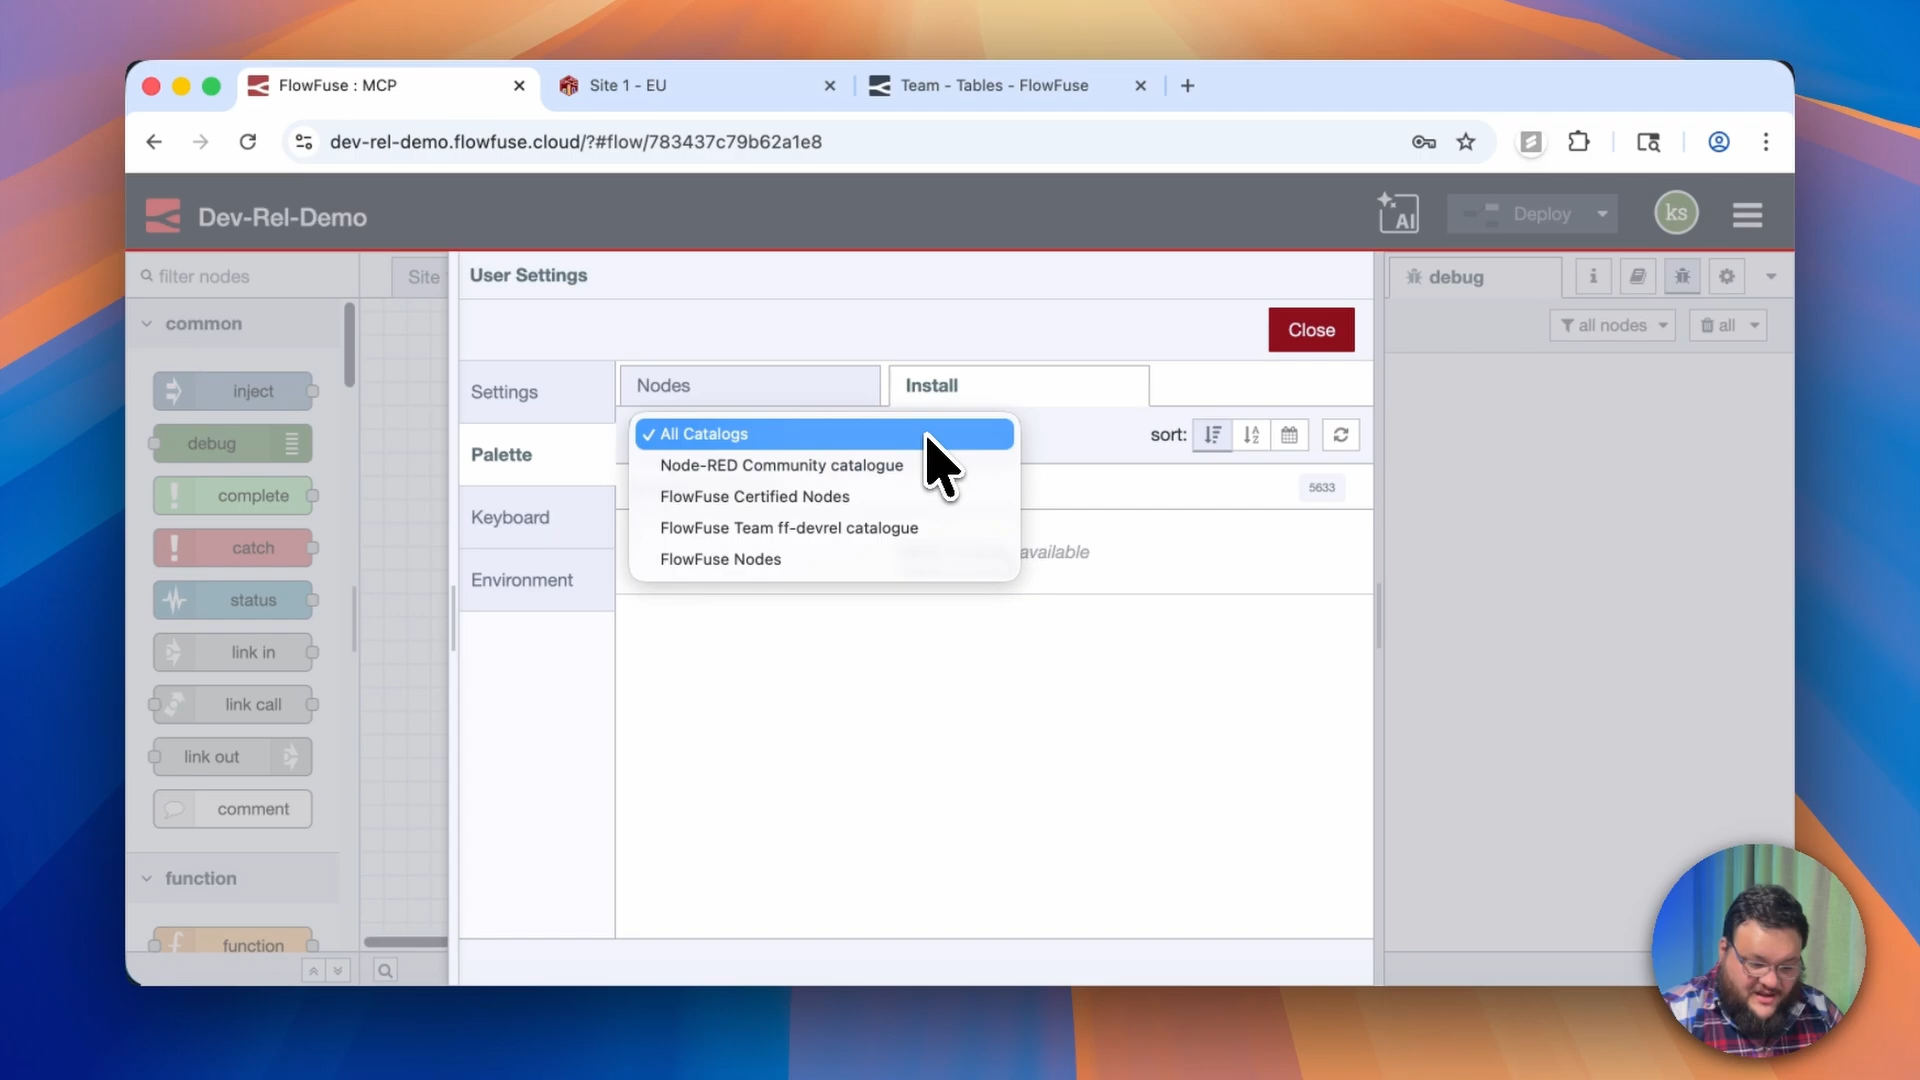 FlowFuse : MCP
Site 1 - EU
Team - Tables - FlowFuse
dev-rel-demo.flowfuse.cloud/?#flow/783437c79b62a1e8
Dev-Rel-Demo
AI
Deploy
ks
filter nodes
Site
User Settings
debug
common
Close
all nodes
all
inject
debug
complete
catch
status
link in
link call
link out
comment
function
function
Settings
Palette
Keyboard
Environment
Nodes
Install
✓ All Catalogs
Node-RED Community catalogue
FlowFuse Certified Nodes
FlowFuse Team ff-devrel catalogue
FlowFuse Nodes
sort:
5633
available